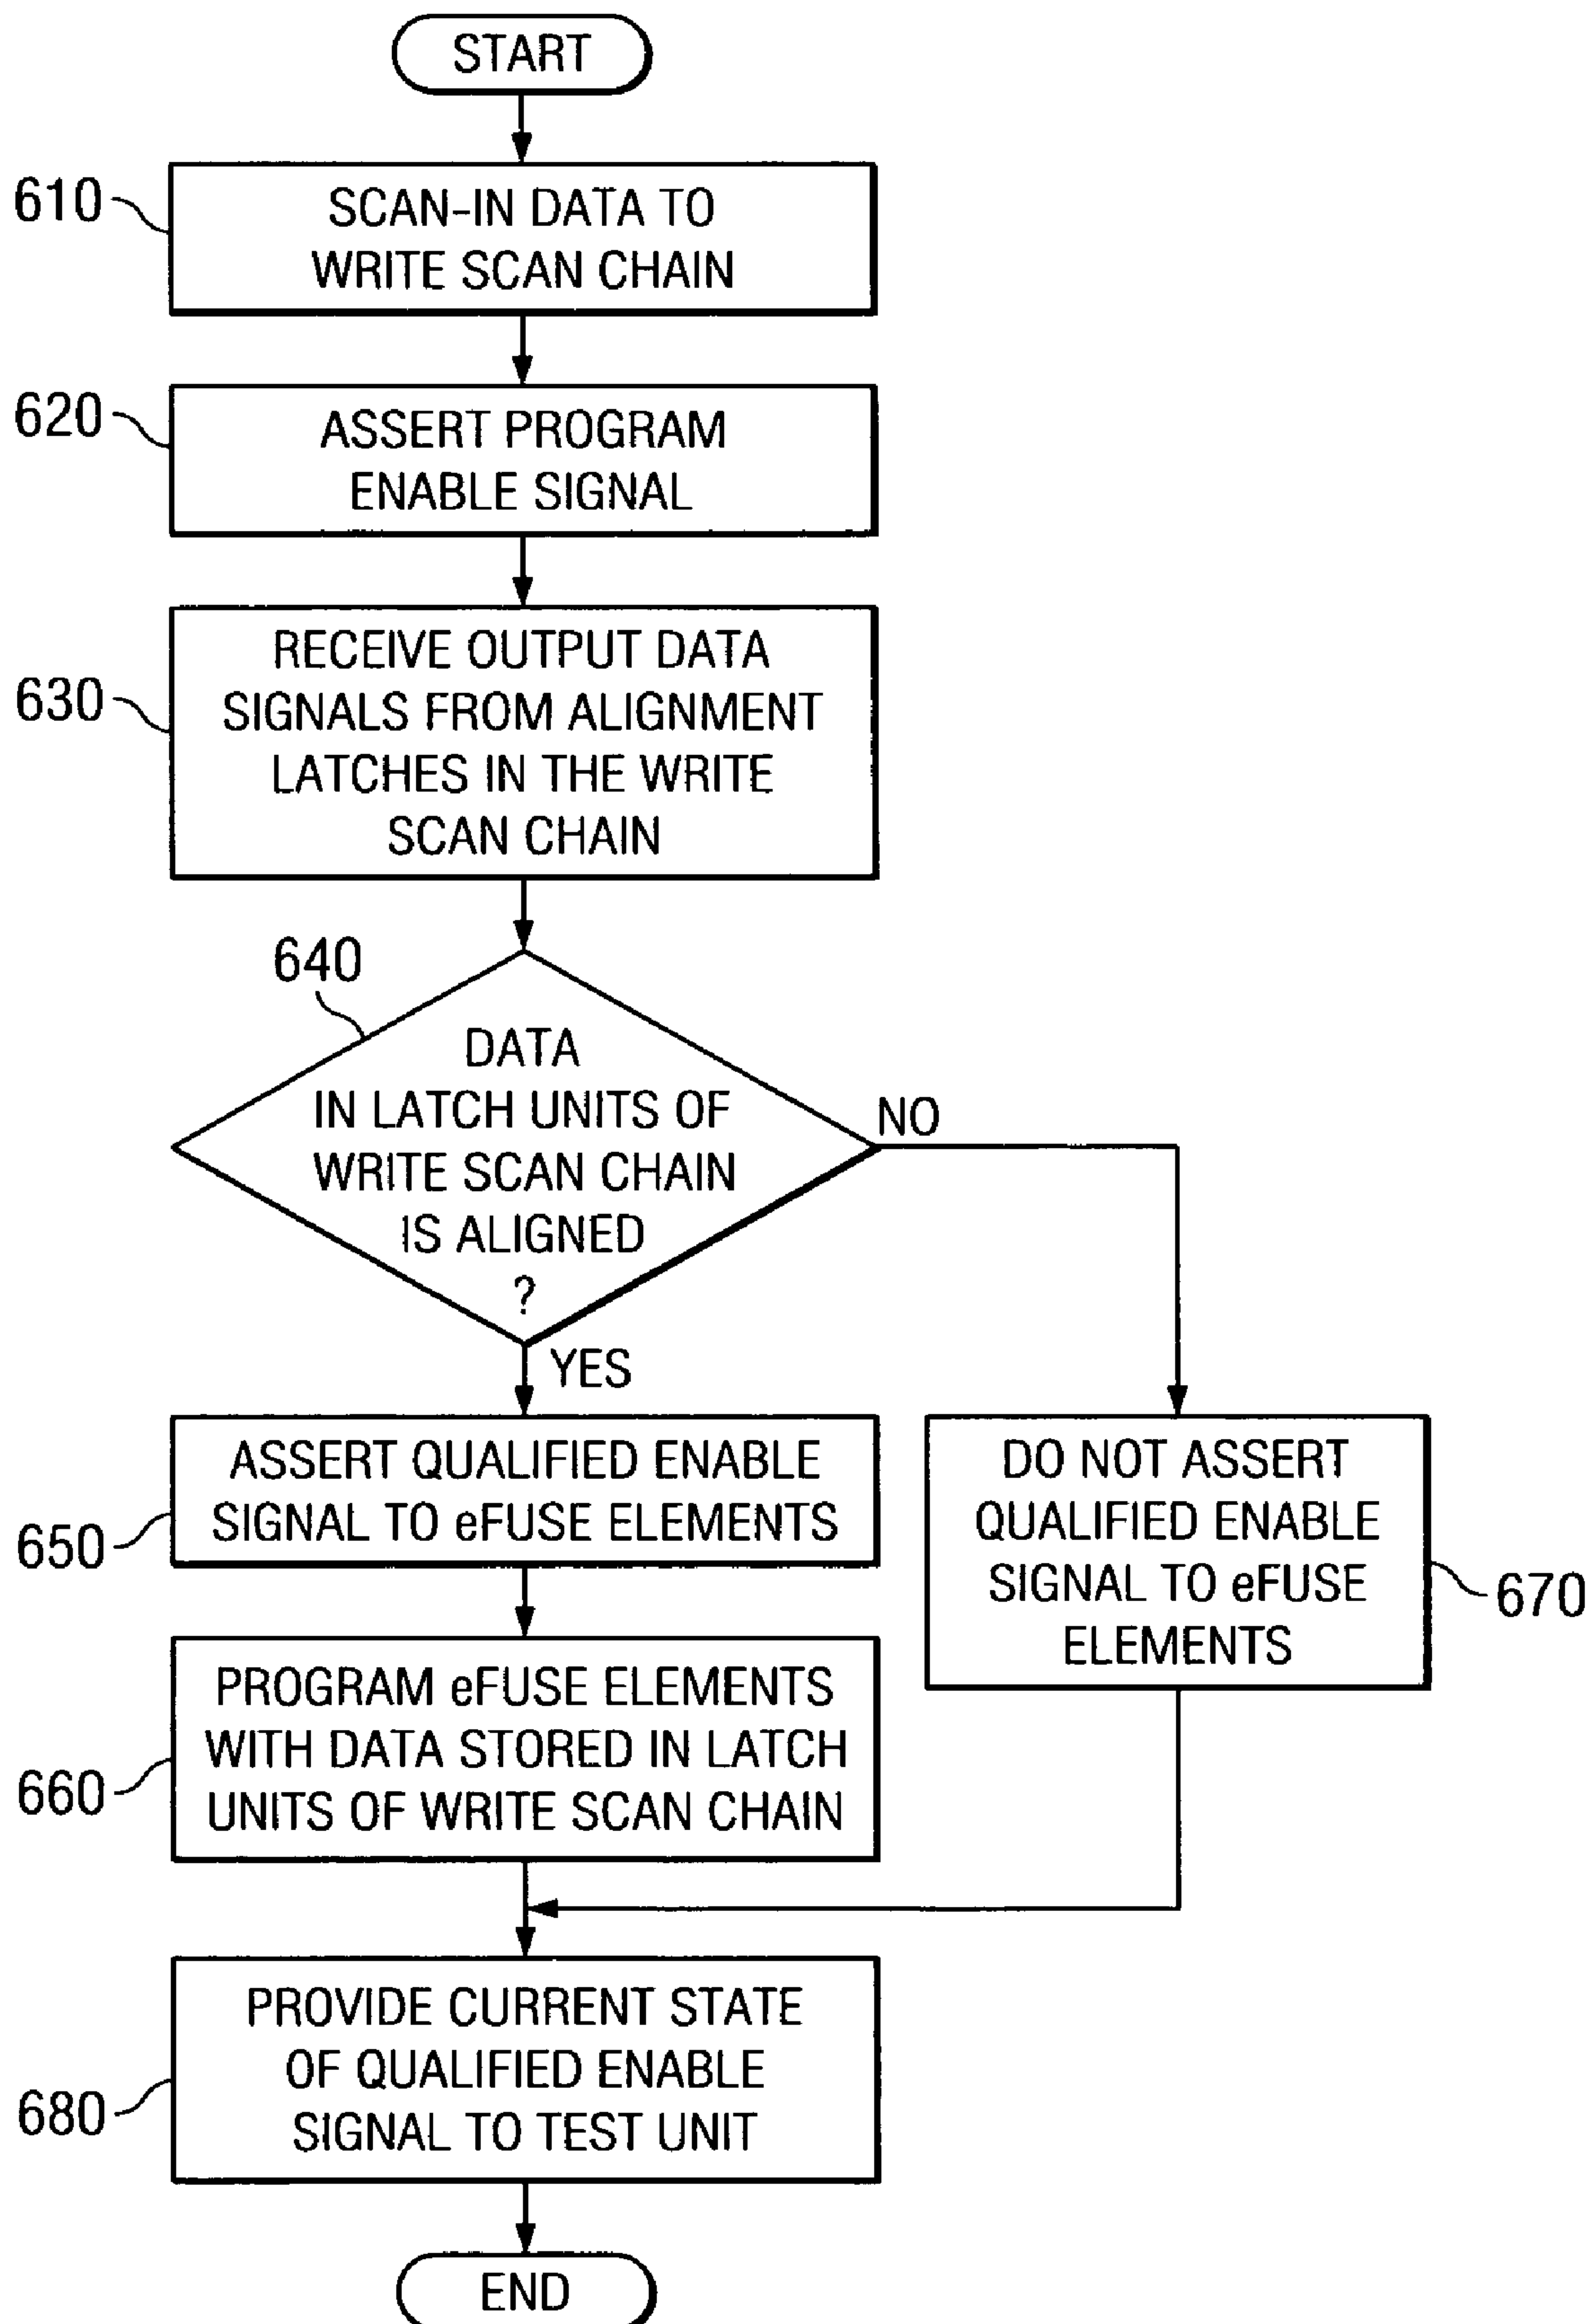 START
610
SCAN-IN DATA TO
WRITE SCAN CHAIN
620
ASSERT PROGRAM
ENABLE SIGNAL
630
RECEIVE OUTPUT DATA
SIGNALS FROM ALIGNMENT
LATCHES IN THE WRITE
SCAN CHAIN
640
DATA
IN LATCH UNITS OF
WRITE SCAN CHAIN
IS ALIGNED
?
NO
YES
650
ASSERT QUALIFIED ENABLE
SIGNAL TO eFUSE ELEMENTS
DO NOT ASSERT
QUALIFIED ENABLE
SIGNAL TO eFUSE
ELEMENTS
670
660
PROGRAM eFUSE ELEMENTS
WITH DATA STORED IN LATCH
UNITS OF WRITE SCAN CHAIN
680
PROVIDE CURRENT STATE
OF QUALIFIED ENABLE
SIGNAL TO TEST UNIT
END